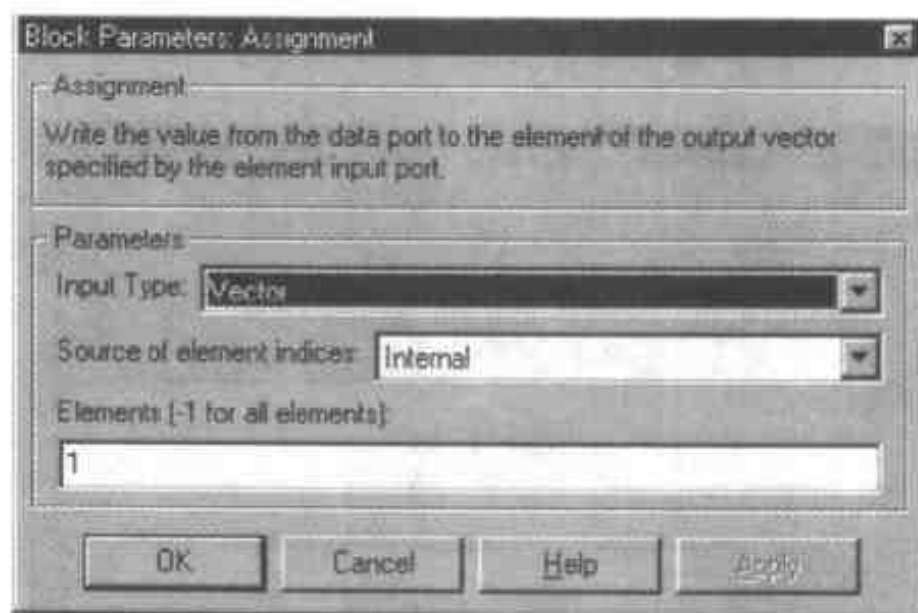 Block Parameters: Assignment
Assignment
Write the value from the data port to the element of the output vector
specified by the element input port.
Parameters
Input Type: Vector
Source of element indices: Internal
Elements (-1 for all elements):
1
OK Cancel Help Apply